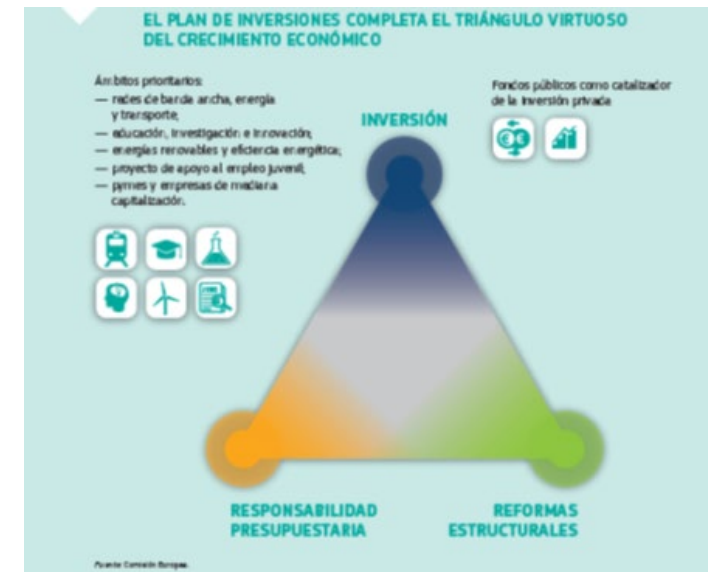 EL PLAN DE INVERSIONES COMPLETA EL TRIÁNGULO VIRTUOSO
DEL CRECIMIENTO ECONÓMICO
Ámbitos prioritarios:
— redes de banda ancha, energía
y transporte;
— educación, investigación e innovación;
— energías renovables y eficiencia energética;
— proyecto de apoyo al empleo juvenil;
— pymes y empresas de mediana
capitalización.
Fondos públicos como catalizador
de la inversión privada
INVERSIÓN
RESPONSABILIDAD
PRESUPUESTARIA
REFORMAS
ESTRUCTURALES
Fuente: Comisión Europea.